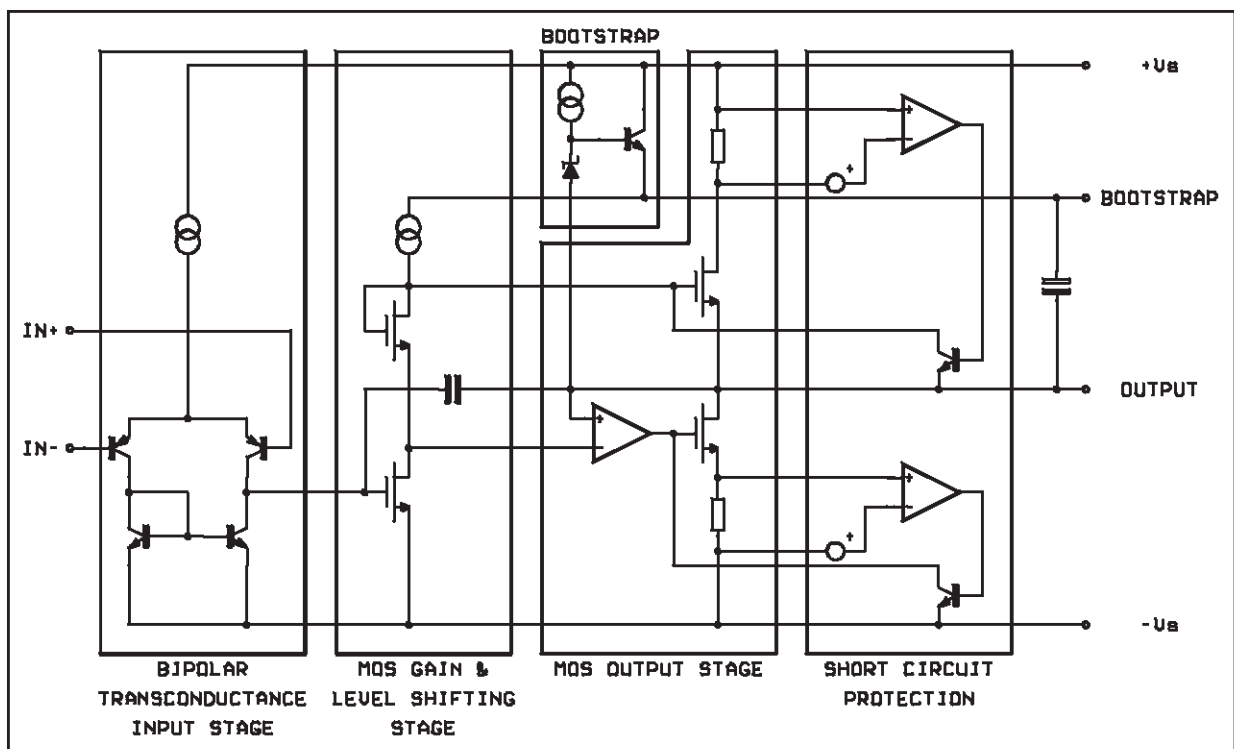 BOOTSTRAP
+Vs
+
-
+
BOOTSTRAP
IN+
OUTPUT
IN-
+
-
+
-
+
-Vs
BIPOLAR
TRANSCONDUCTANCE
INPUT STAGE
MOS GAIN &
LEVEL SHIFTING
STAGE
MOS OUTPUT STAGE
SHORT CIRCUIT
PROTECTION